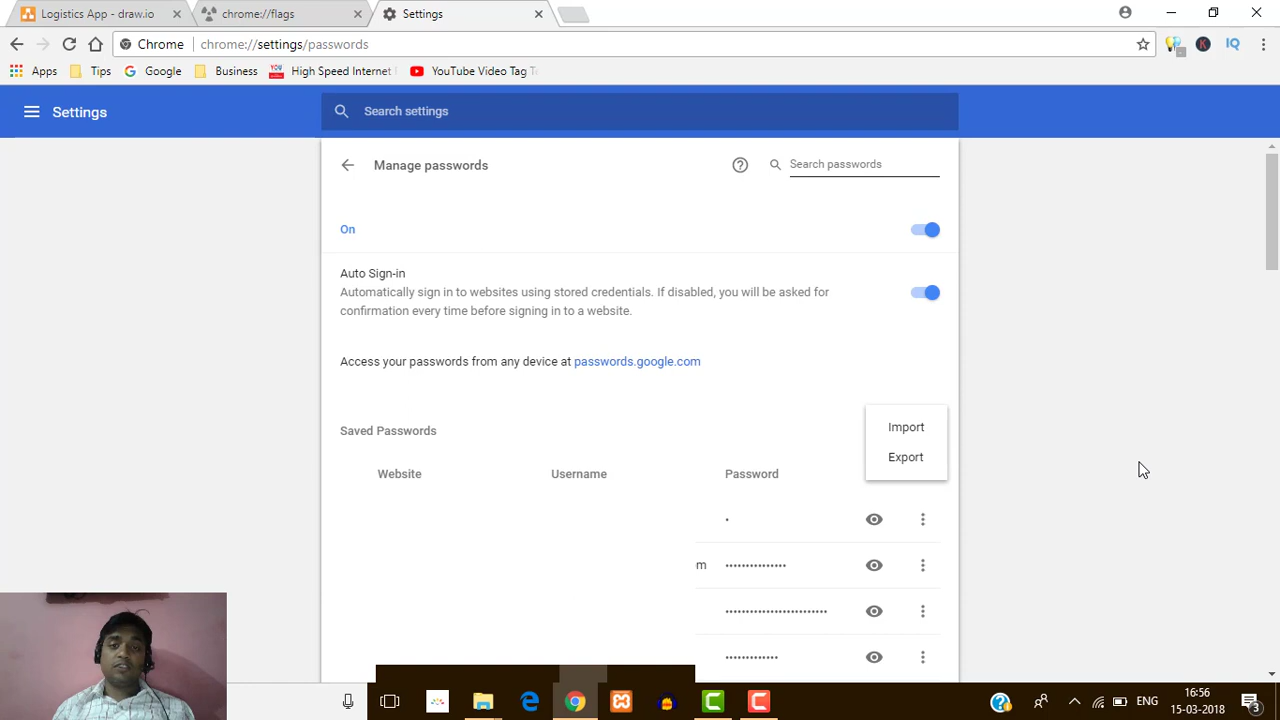 Logistics App - draw.io
chrome://flags
Settings
Chrome
chrome://settings/passwords
Apps
Tips
Google
Business
High Speed Internet
YouTube Video Tag
Settings
Search settings
Manage passwords
Search passwords
On
Auto Sign-in
Automatically sign in to websites using stored credentials. If disabled, you will be asked for
confirmation every time before signing in to a website.
Access your passwords from any device at passwords.google.com
Saved Passwords
Import
Export
Website
Username
Password
m
ENG
16:56
15-03-2018
3